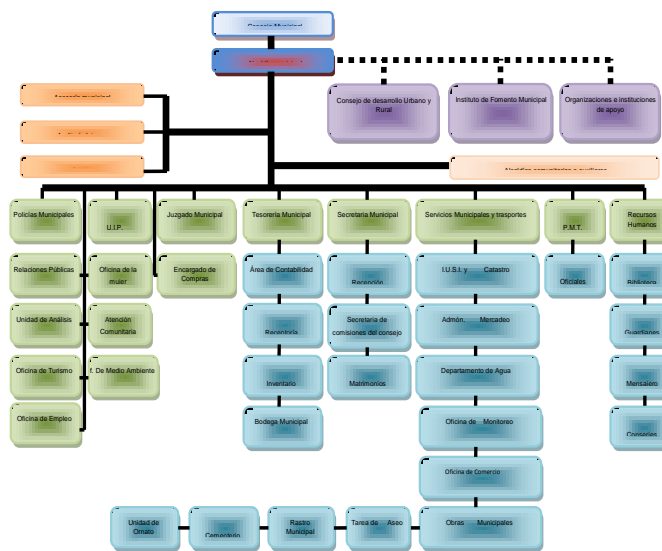 Concejo Municipal
Consejo de desarrollo Urbano y
Rural
Instituto de Fomento Municipal
Organizaciones e instituciones
de apoyo
Policías Municipales
U.I.P.
Juzgado Municipal
Tesorería Municipal
Secretaria Municipal
Servicios Municipales y trasportes
P.M.T.
Recursos
Humanos
Relaciones Públicas
Oficina de la
mujer
Encargado de
Compras
Área de Contabilidad
Recepción
I.U.S.I. y Catastro
Oficiales
Biblioteca
Unidad de Análisis
Atención
Comunitaria
Receptoría
Secretaria de
comisiones del consejo
Admón. Mercadeo
Guardianes
Oficina de Turismo
f. De Medio Ambiente
Inventario
Matrimonios
Departamento de Agua
Mensajero
Oficina de Empleo
Bodega Municipal
Oficina de Monitoreo
Conserjes
Oficina de Comercio
Unidad de
Ornato
Cementerio
Rastro
Municipal
Tarea de Aseo
Obras Municipales